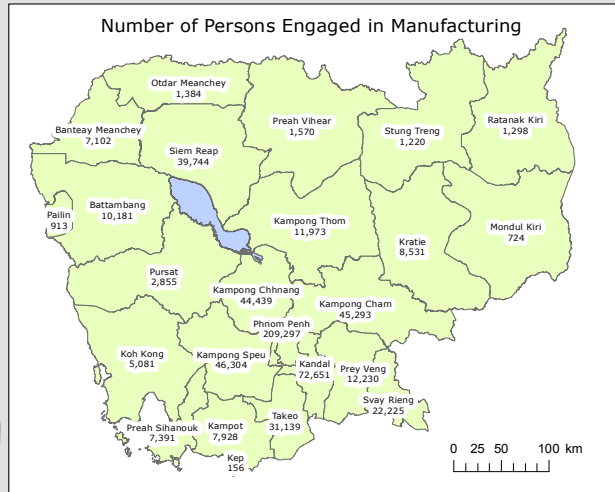 Number of Persons Engaged in Manufacturing
Otdar Meanchey
1,384
Preah Vihear
1,570
Stung Treng
1,220
Ratanak Kiri
1,298
Banteay Meanchey
7,102
Siem Reap
39,744
Battambang
10,181
Pailin
913
Kampong Thom
11,973
Kratie
8,531
Mondul Kiri
724
Pursat
2,855
Kampong Chhnang
44,439
Kampong Cham
45,293
Phnom Penh
209,297
Koh Kong
5,081
Kampong Speu
46,304
Kandal
72,651
Prey Veng
12,230
Svay Rieng
22,225
Preah Sihanouk
7,391
Kampot
7,928
Takeo
31,139
Kep
156
0 25 50 100 km